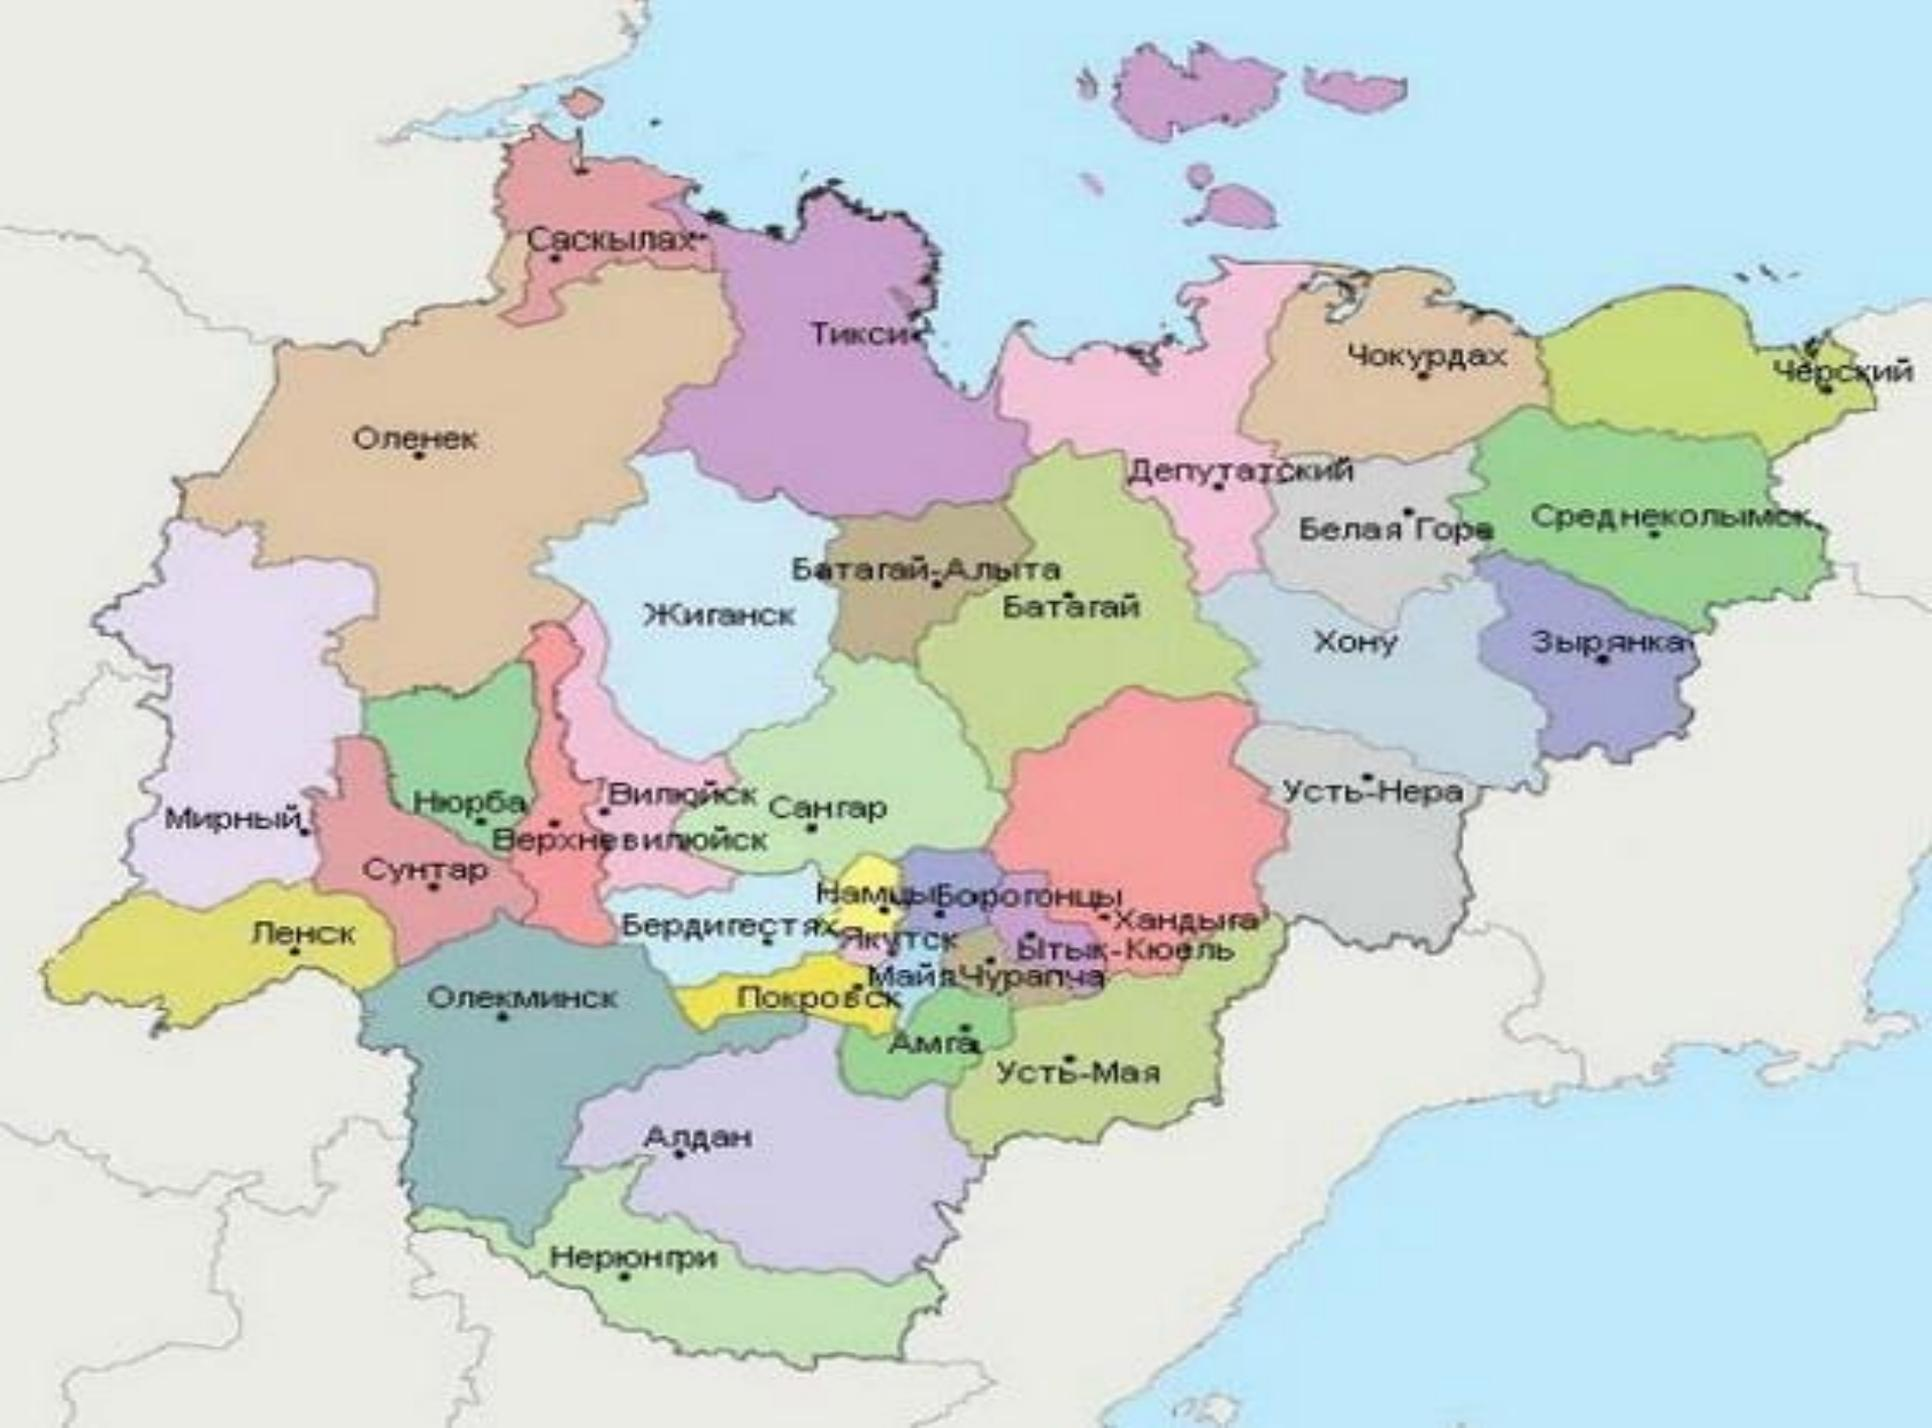 Саскылах
Тикси
Чокурдах
Черский
Оленек
Депутатский
Белая Гора
Среднеколымск
Батагай-Алыта
Батагай
Жиганск
Хону
Зырянка
Усть-Нера
Вилюйск
Сангар
Нюрба
Мирный
Верхневилюйск
Сунтар
Намцы
Борогонцы
Хандыга
Бердигестях
Ленск
Якутск
Ытык-Кюель
Майя
Чурапча
Покровск
Олекминск
Амга
Усть-Мая
Алдан
Нерюнгри